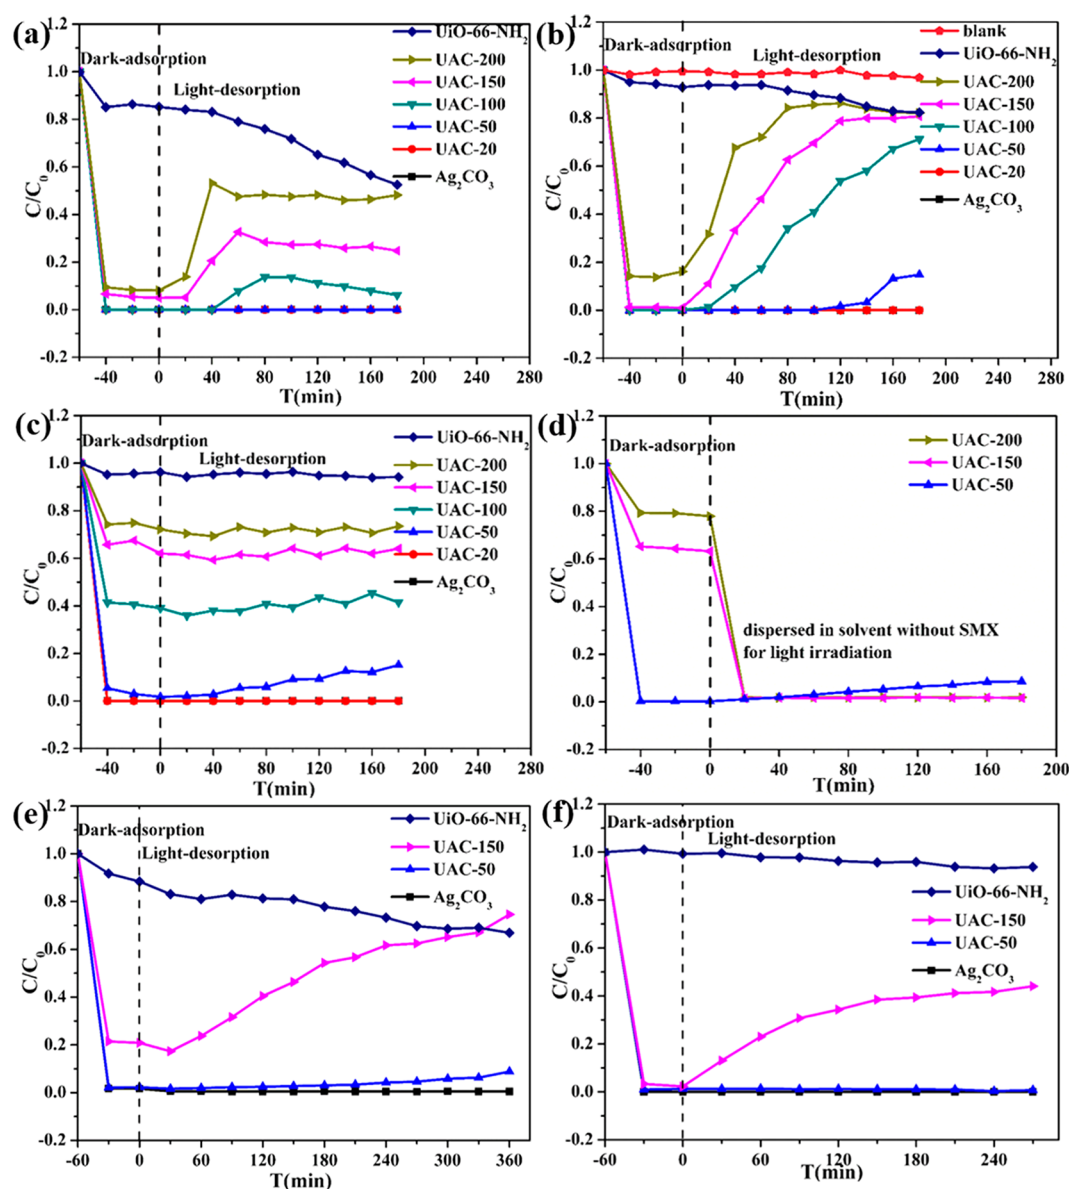 (a)
1.2
1.0
0.8
0.6
0.4
0.2
0.0
-0.2
C/C0
Dark-adsorption
Light-desorption
UiO-66-NH2
UAC-200
UAC-150
UAC-100
UAC-50
UAC-20
Ag2CO3
-40 0 40 80 120 160 200 240 280
T(min)
(b)
1.2
1.0
0.8
0.6
0.4
0.2
0.0
-0.2
C/C0
Dark-adsorption
Light-desorption
blank
UiO-66-NH2
UAC-200
UAC-150
UAC-100
UAC-50
UAC-20
Ag2CO3
-40 0 40 80 120 160 200 240 280
T(min)
(c)
1.2
1.0
0.8
0.6
0.4
0.2
0.0
-0.2
C/C0
Dark-adsorption
Light-desorption
UiO-66-NH2
UAC-200
UAC-150
UAC-100
UAC-50
UAC-20
Ag2CO3
-40 0 40 80 120 160 200 240 280
T(min)
(d)
1.2
1.0
0.8
0.6
0.4
0.2
0.0
-0.2
C/C0
Dark-adsorption
UAC-200
UAC-150
UAC-50
dispersed in solvent without SMX
for light irradiation
-40 0 40 80 120 160 200
T(min)
(e)
1.2
1.0
0.8
0.6
0.4
0.2
0.0
-0.2
C/C0
Dark-adsorption
Light-desorption
UiO-66-NH2
UAC-150
UAC-50
Ag2CO3
-60 0 60 120 180 240 300 360
T(min)
(f)
1.2
1.0
0.8
0.6
0.4
0.2
0.0
-0.2
C/C0
Dark-adsorption
Light-desorption
UiO-66-NH2
UAC-150
UAC-50
Ag2CO3
-60 0 60 120 180 240
T(min)